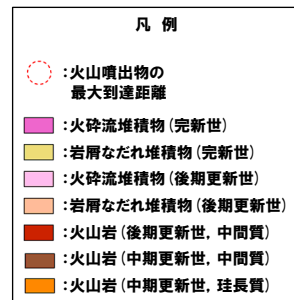 凡 例
：火山噴出物の
最大到達距離
：火砕流堆積物（完新世）
：岩屑なだれ堆積物（完新世）
：火砕流堆積物（後期更新世）
：岩屑なだれ堆積物（後期更新世）
：火山岩（後期更新世，中間質）
：火山岩（中期更新世，中間質）
：火山岩（中期更新世，珪長質）